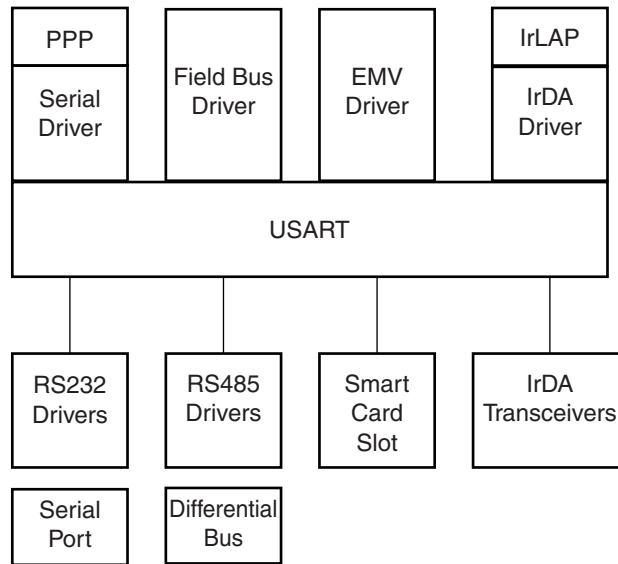 PPP
Serial
Driver
Field Bus
Driver
EMV
Driver
IrLAP
IrDA
Driver
USART
RS232
Drivers
RS485
Drivers
Smart
Card
Slot
IrDA
Transceivers
Serial
Port
Differential
Bus